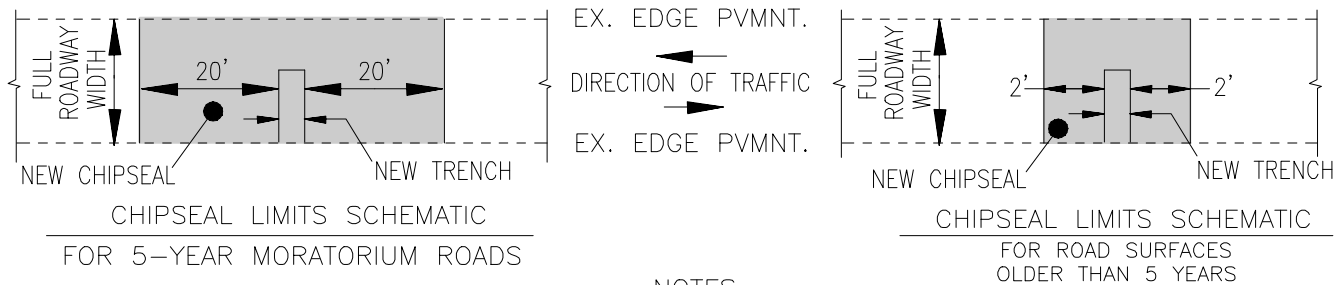 FULL
ROADWAY
WIDTH
20'
20'
NEW CHIPSEAL
NEW TRENCH
CHIPSEAL LIMITS SCHEMATIC
FOR 5-YEAR MORATORIUM ROADS
EX. EDGE PVMNT.
DIRECTION OF TRAFFIC
EX. EDGE PVMNT.
FULL
ROADWAY
WIDTH
2'
2'
NEW CHIPSEAL
NEW TRENCH
CHIPSEAL LIMITS SCHEMATIC
FOR ROAD SURFACES
OLDER THAN 5 YEARS
NOTES